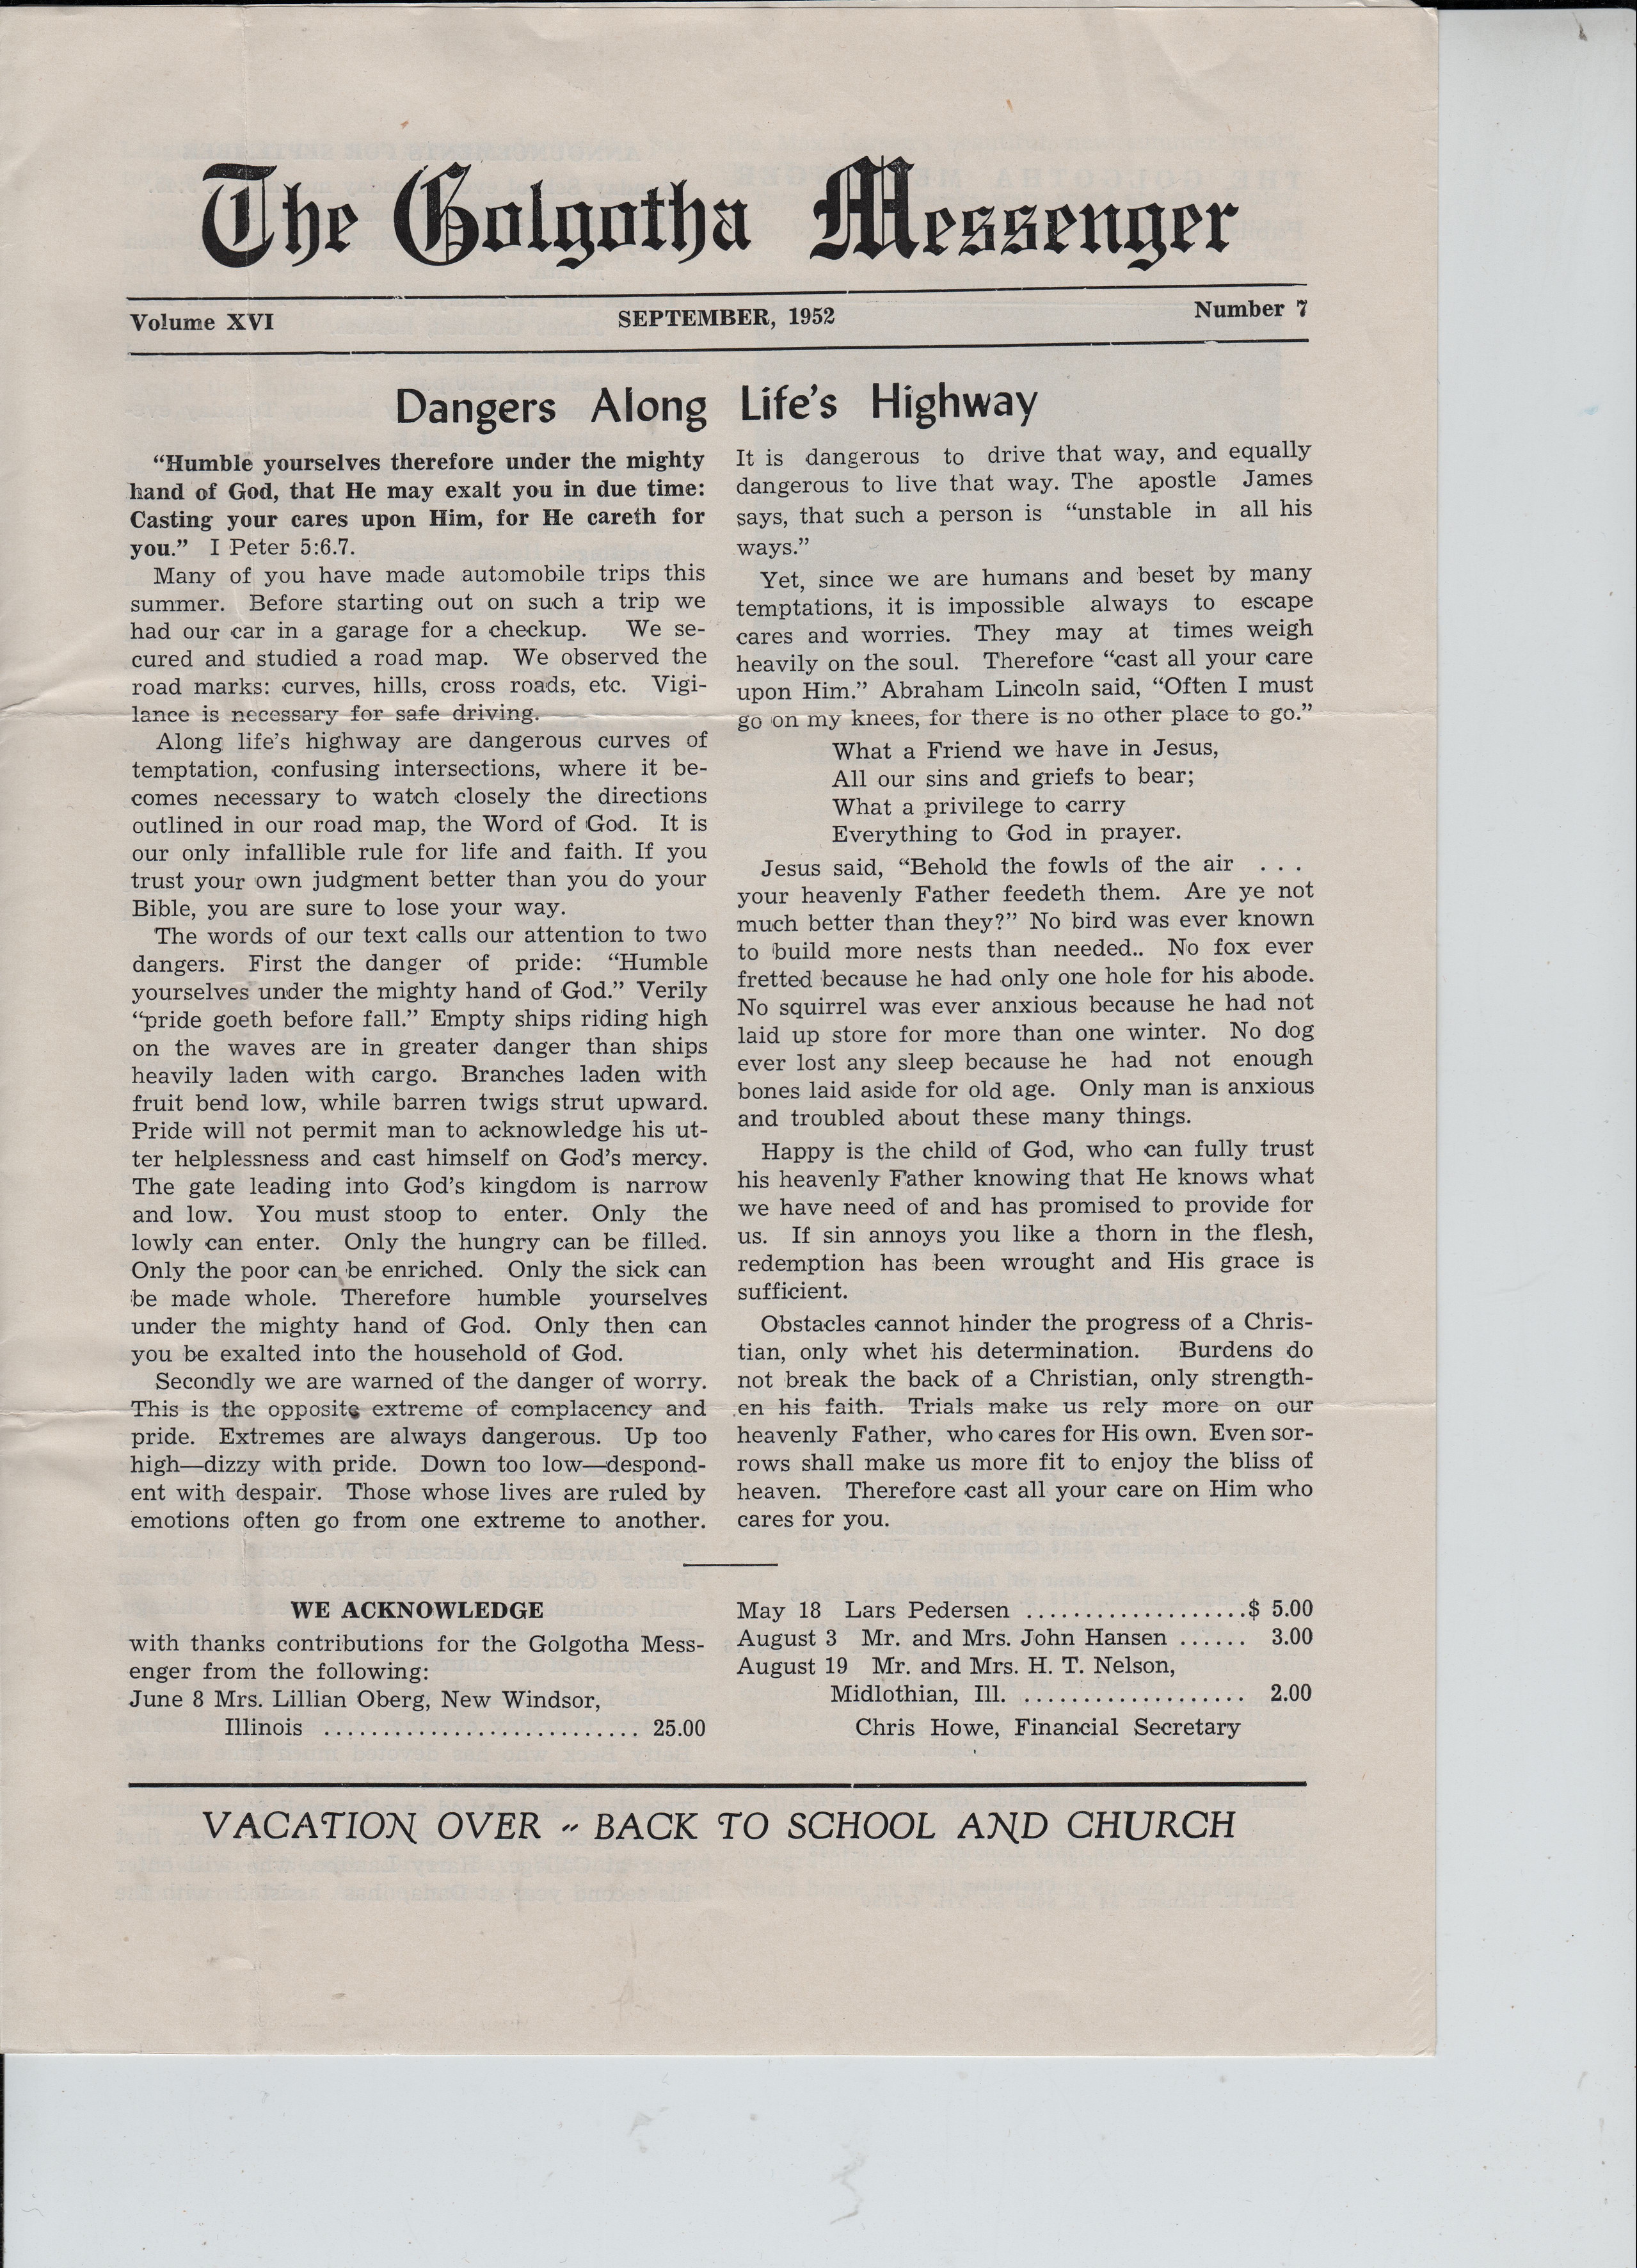 The Golgotha Messenger
Volume XVI SEPTEMBER, 1952 Number 7
Dangers Along Life's Highway
“Humble yourselves therefore under the mighty
hand of God, that He may exalt you in due time:
Casting your cares upon Him, for He careth for
you.” I Peter 5:6.7.
Many of you have made automobile trips this
summer. Before starting out on such a trip we
had our car in a garage for a checkup. We se-
cured and studied a road map. We observed the
road marks: curves, hills, cross roads, etc. Vigi-
lance is necessary for safe driving.
Along life's highway are dangerous curves of
temptation, confusing intersections, where it be-
comes necessary to watch closely the directions
outlined in our road map, the Word of God. It is
our only infallible rule for life and faith. If you
trust your own judgment better than you do your
Bible, you are sure to lose your way.
The words of our text calls our attention to two
dangers. First the danger of pride: “Humble
yourselves under the mighty hand of God.” Verily
“pride goeth before fall.” Empty ships riding high
on the waves are in greater danger than ships
heavily laden with cargo. Branches laden with
fruit bend low, while barren twigs strut upward.
Pride will not permit man to acknowledge his ut-
ter helplessness and cast himself on God's mercy.
The gate leading into God's kingdom is narrow
and low. You must stoop to enter. Only the
lowly can enter. Only the hungry can be filled.
Only the poor can be enriched. Only the sick can
be made whole. Therefore humble yourselves
under the mighty hand of God. Only then can
you be exalted into the household of God.
Secondly we are warned of the danger of worry.
This is the opposite extreme of complacency and
pride. Extremes are always dangerous. Up too
high—dizzy with pride. Down too low—despond-
ent with despair. Those whose lives are ruled by
emotions often go from one extreme to another.
It is dangerous to drive that way, and equally
dangerous to live that way. The apostle James
says, that such a person is “unstable in all his
ways.”
Yet, since we are humans and beset by many
temptations, it is impossible always to escape
cares and worries. They may at times weigh
heavily on the soul. Therefore “cast all your care
upon Him.” Abraham Lincoln said, “Often I must
go on my knees, for there is no other place to go.”
What a Friend we have in Jesus,
All our sins and griefs to bear;
What a privilege to carry
Everything to God in prayer.
Jesus said, “Behold the fowls of the air . . .
your heavenly Father feedeth them. Are ye not
much better than they?” No bird was ever known
to build more nests than needed.. No fox ever
fretted because he had only one hole for his abode.
No squirrel was ever anxious because he had not
laid up store for more than one winter. No dog
ever lost any sleep because he had not enough
bones laid aside for old age. Only man is anxious
and troubled about these many things.
Happy is the child of God, who can fully trust
his heavenly Father knowing that He knows what
we have need of and has promised to provide for
us. If sin annoys you like a thorn in the flesh,
redemption has been wrought and His grace is
sufficient.
Obstacles cannot hinder the progress of a Chris-
tian, only whet his determination. Burdens do
not break the back of a Christian, only strength-
en his faith. Trials make us rely more on our
heavenly Father, who cares for His own. Even sor-
rows shall make us more fit to enjoy the bliss of
heaven. Therefore cast all your care on Him who
cares for you.
WE ACKNOWLEDGE
with thanks contributions for the Golgotha Mess-
enger from the following:
June 8 Mrs. Lillian Oberg, New Windsor,
Illinois ........................... 25.00
May 18 Lars Pedersen ...................$ 5.00
August 3 Mr. and Mrs. John Hansen ...... 3.00
August 19 Mr. and Mrs. H. T. Nelson,
Midlothian, Ill. ................... 2.00
Chris Howe, Financial Secretary
VACATION OVER -- BACK TO SCHOOL AND CHURCH